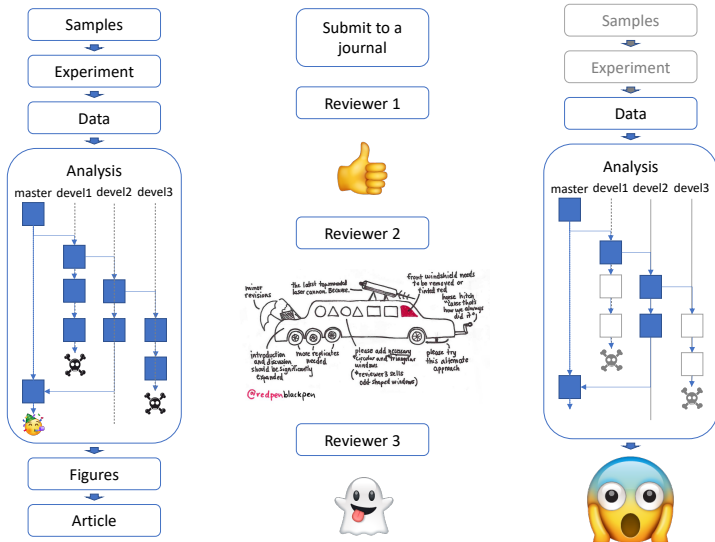 Samples
Experiment
Data
Analysis
master devel1 devel2 devel3
Figures
Article
Submit to a
journal
Reviewer 1
Reviewer 2
minor
revisions
the latest top mounted
laser cannon. Because.
front windshield needs
to be removed or
tinted red
horse hitch
"cause that's
how we always
did it"
introduction
and discussion
should be significantly
expanded
more replicates
needed
please add necessary
circular and triangular
windows
(*reviewer 3 sells
odd shaped windows)
please try
this alternate
approach
@redpenblackpen
Reviewer 3
Samples
Experiment
Data
Analysis
master devel1 devel2 devel3